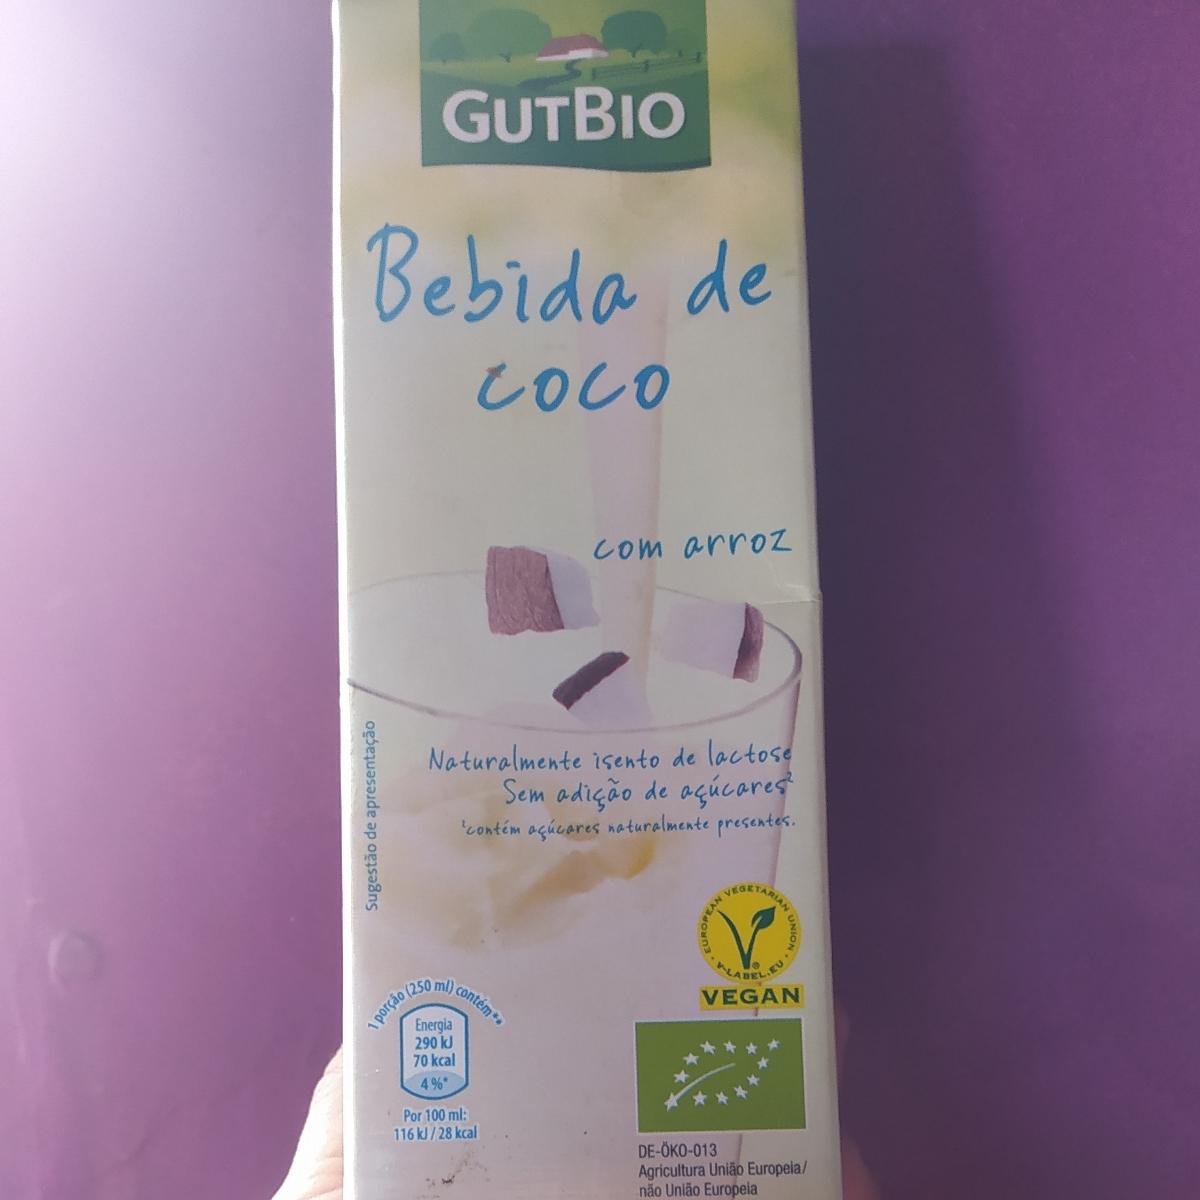 GUTBIO
Bebida de
coco
com arroz
Naturalmente isento de lactose
Sem adição de açúcares²
¹contém açúcares naturalmente presentes.
Sugestão de apresentação
EUROPEAN VEGETARIAN UNION
V-LABEL.EU
VEGAN
1 porção (250 ml) contém**
Energia
290 kJ
70 kcal
4 %*
Por 100 ml:
116 kJ / 28 kcal
DE-ÖKO-013
Agricultura União Europeia/
não União Europeia